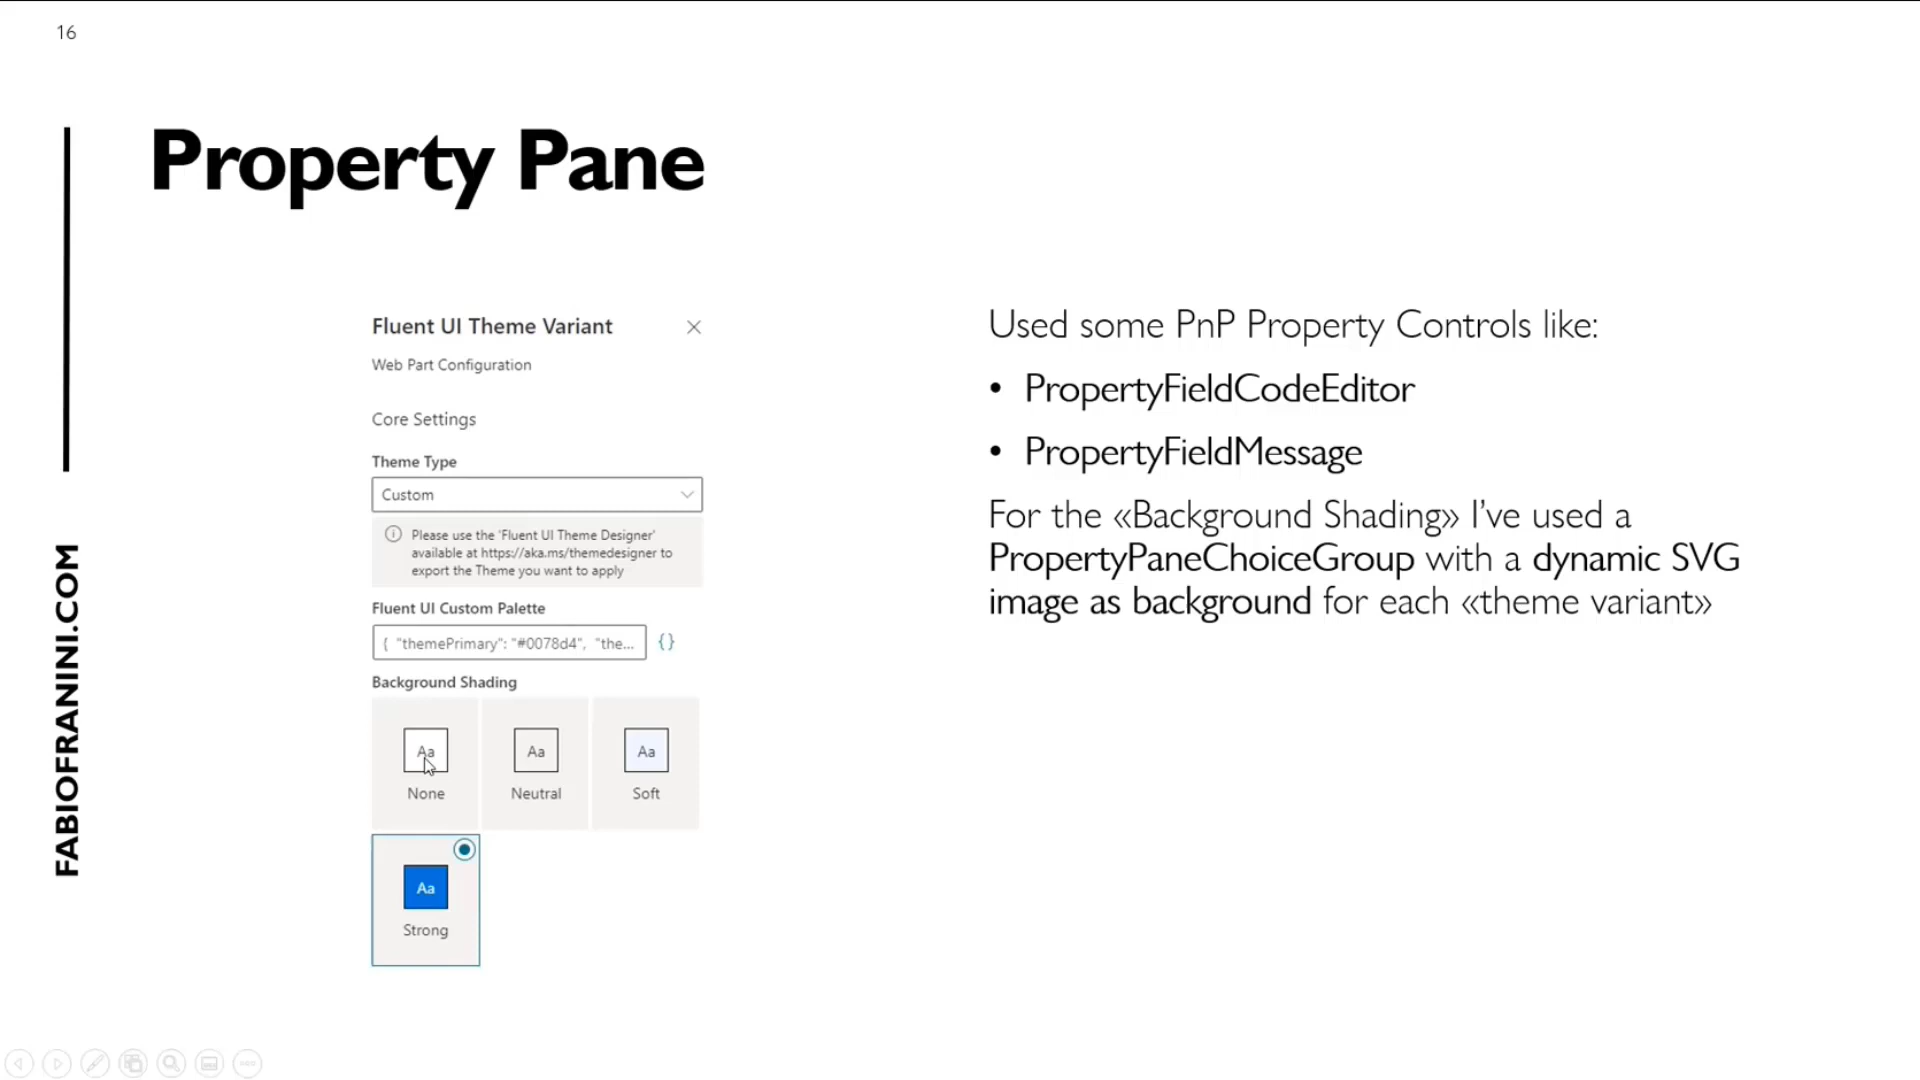 16
Property Pane
FABIOFRANINI.COM
Fluent UI Theme Variant
Web Part Configuration
Core Settings
Theme Type
Custom
Please use the 'Fluent UI Theme Designer'
available at https://aka.ms/themedesigner to
export the Theme you want to apply
Fluent UI Custom Palette
{ "themePrimary": "#0078d4", "the...
{}
Background Shading
Aa
Aa
Aa
None
Neutral
Soft
Aa
Strong
Used some PnP Property Controls like:
• PropertyFieldCodeEditor
• PropertyFieldMessage
For the «Background Shading» I've used a
PropertyPaneChoiceGroup with a dynamic SVG
image as background for each «theme variant»